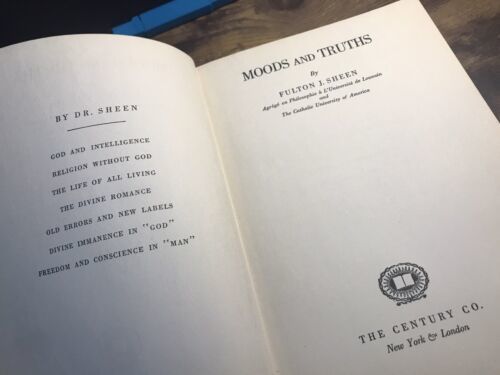 BY DR. SHEEN
GOD AND INTELLIGENCE
RELIGION WITHOUT GOD
THE LIFE OF ALL LIVING
THE DIVINE ROMANCE
OLD ERRORS AND NEW LABELS
DIVINE IMMANENCE IN "GOD"
FREEDOM AND CONSCIENCE IN "MAN"
MOODS AND TRUTHS
By
FULTON J. SHEEN
Agrégé en Philosophie à L'Université de Louvain
and
The Catholic University of America
THE CENTURY CO.
New York & London